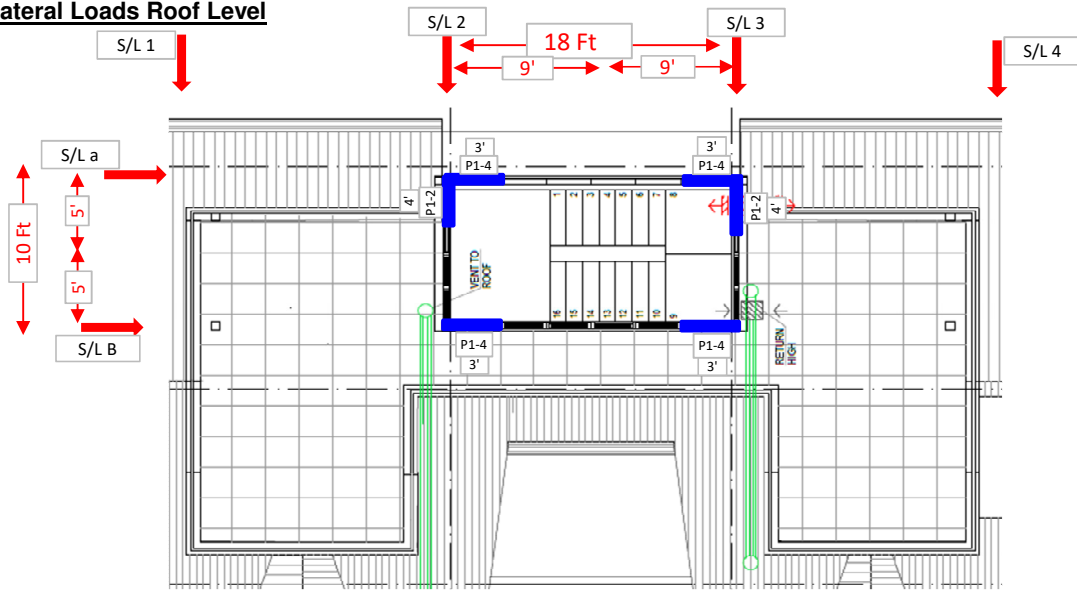 ateral Loads Roof Level
S/L 1
S/L 2
S/L 3
S/L 4
18 Ft
9'
9'
S/L a
3'
P1-4
3'
P1-4
4'
P1-2
P1-2
4'
10 Ft
5'
5'
1 2 3 4 5 6 7 8
VENT TO
ROOF
16 15 14 13 12 11 10 9
RETURN
HIGH
S/L B
P1-4
3'
P1-4
3'